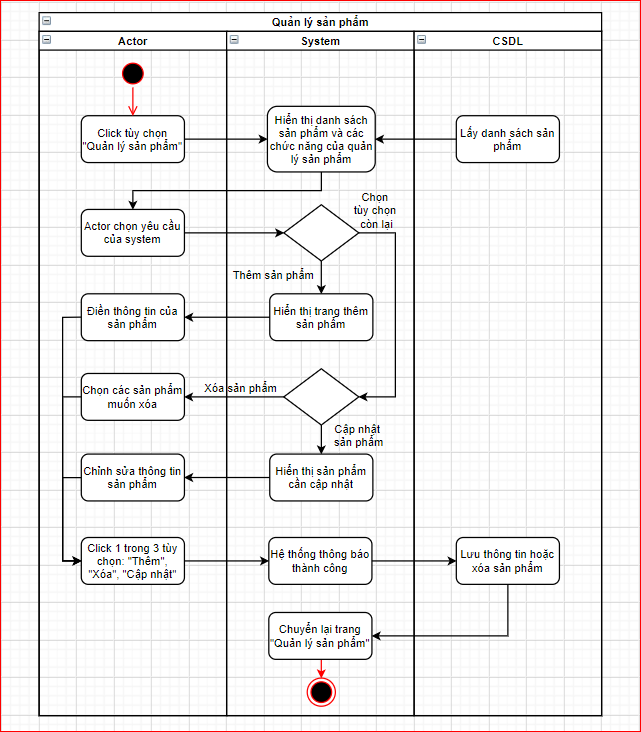 Quản lý sản phẩm
Actor
System
CSDL
Click tùy chọn
"Quản lý sản phẩm"
Hiển thị danh sách
sản phẩm và các
chức năng của quản
lý sản phẩm
Lấy danh sách sản
phẩm
Actor chọn yêu cầu
của system
Chọn
tùy chọn
còn lại
Thêm sản phẩm
Điền thông tin của
sản phẩm
Hiển thị trang thêm
sản phẩm
Chọn các sản phẩm
muốn xóa
Xóa sản phẩm
Cập nhật
sản phẩm
Chỉnh sửa thông tin
sản phẩm
Hiển thị sản phẩm
cần cập nhật
Click 1 trong 3 tùy
chọn: "Thêm",
"Xóa", "Cập nhật"
Hệ thống thông báo
thành công
Lưu thông tin hoặc
xóa sản phẩm
Chuyển lại trang
"Quản lý sản phẩm"